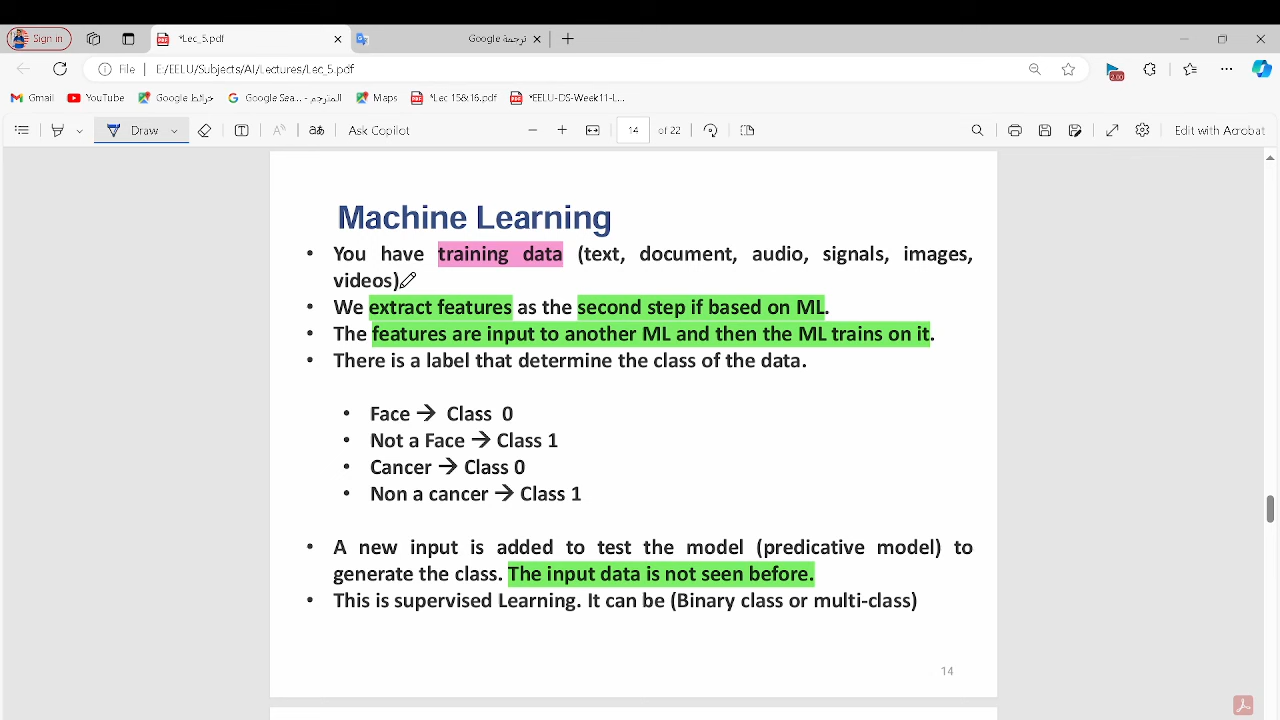 Sign in
*Lec_5.pdf
ترجمة Google
File
E:/EELU/Subjects/AI/Lectures/Lec_5.pdf
2.00
Gmail
YouTube
Google
Google Sea...
Maps
*Lec 15&16.pdf
*EELU-DS-Week11-L...
Draw
Ask Copilot
14
of 22
Edit with Acrobat
Machine Learning
• You have training data (text, document, audio, signals, images,
videos)
• We extract features as the second step if based on ML.
• The features are input to another ML and then the ML trains on it.
• There is a label that determine the class of the data.
• Face → Class 0
• Not a Face → Class 1
• Cancer → Class 0
• Non a cancer → Class 1
• A new input is added to test the model (predicative model) to
generate the class. The input data is not seen before.
• This is supervised Learning. It can be (Binary class or multi-class)
14